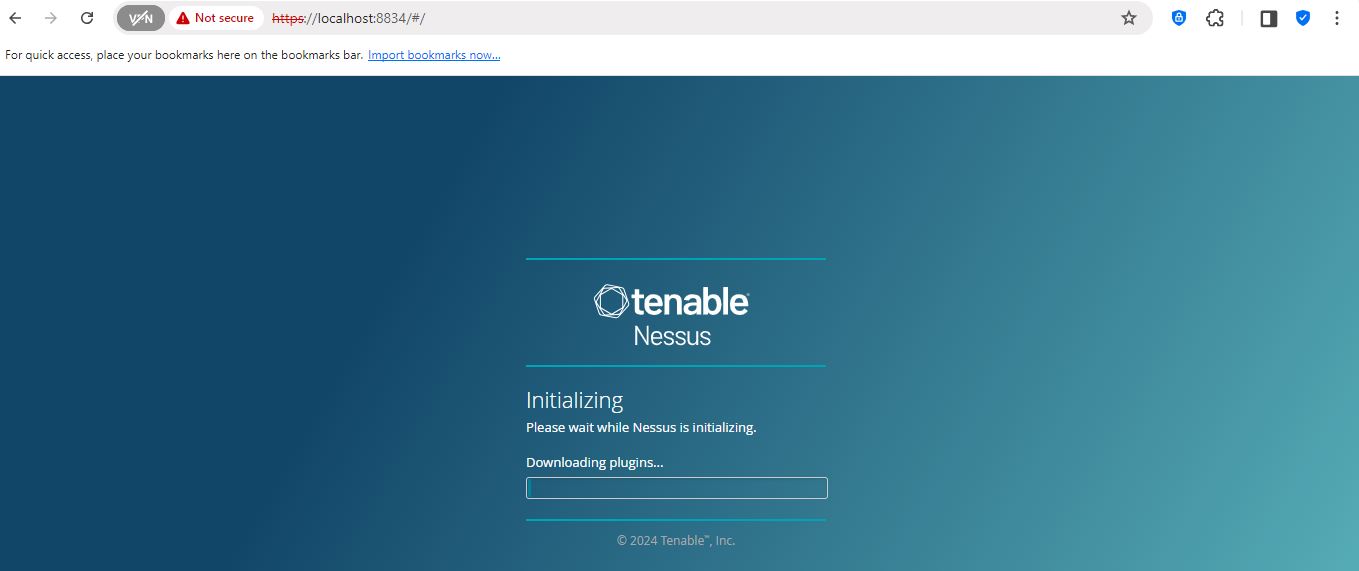 VPN
Not secure
https://localhost:8834/#/
For quick access, place your bookmarks here on the bookmarks bar. Import bookmarks now...
tenable
Nessus
Initializing
Please wait while Nessus is initializing.
Downloading plugins...
© 2024 Tenable™, Inc.